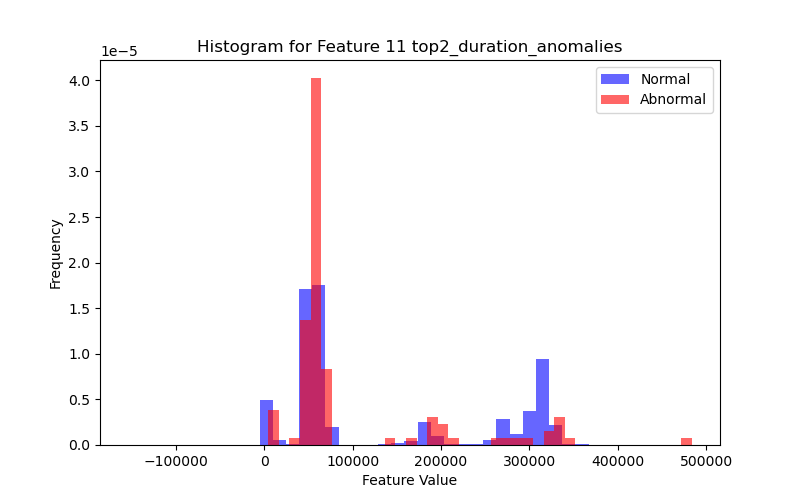 Histogram for Feature 11 top2_duration_anomalies
1e−5
Normal
Abnormal
Frequency
4.0
3.5
3.0
2.5
2.0
1.5
1.0
0.5
0.0
−100000 0 100000 200000 300000 400000 500000
Feature Value